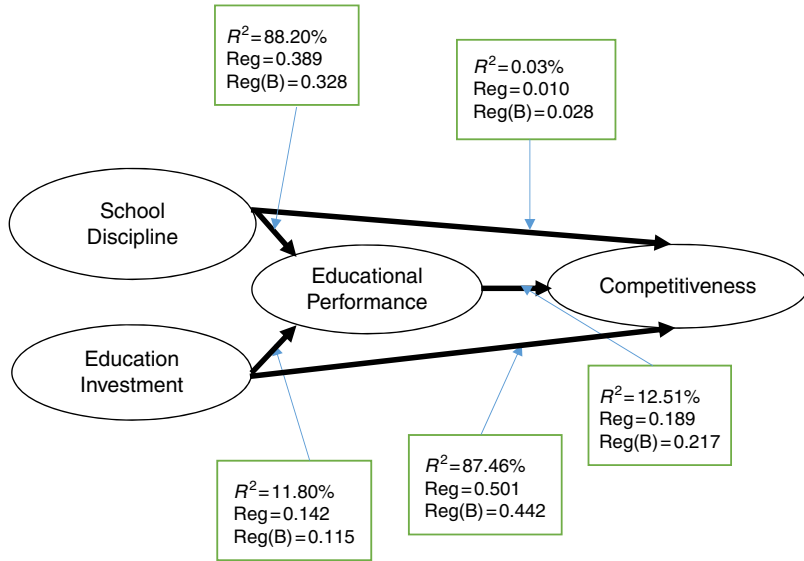 R²=88.20%
Reg=0.389
Reg(B)=0.328
R²=0.03%
Reg=0.010
Reg(B)=0.028
School
Discipline
Educational
Performance
Competitiveness
Education
Investment
R²=12.51%
Reg=0.189
Reg(B)=0.217
R²=11.80%
Reg=0.142
Reg(B)=0.115
R²=87.46%
Reg=0.501
Reg(B)=0.442